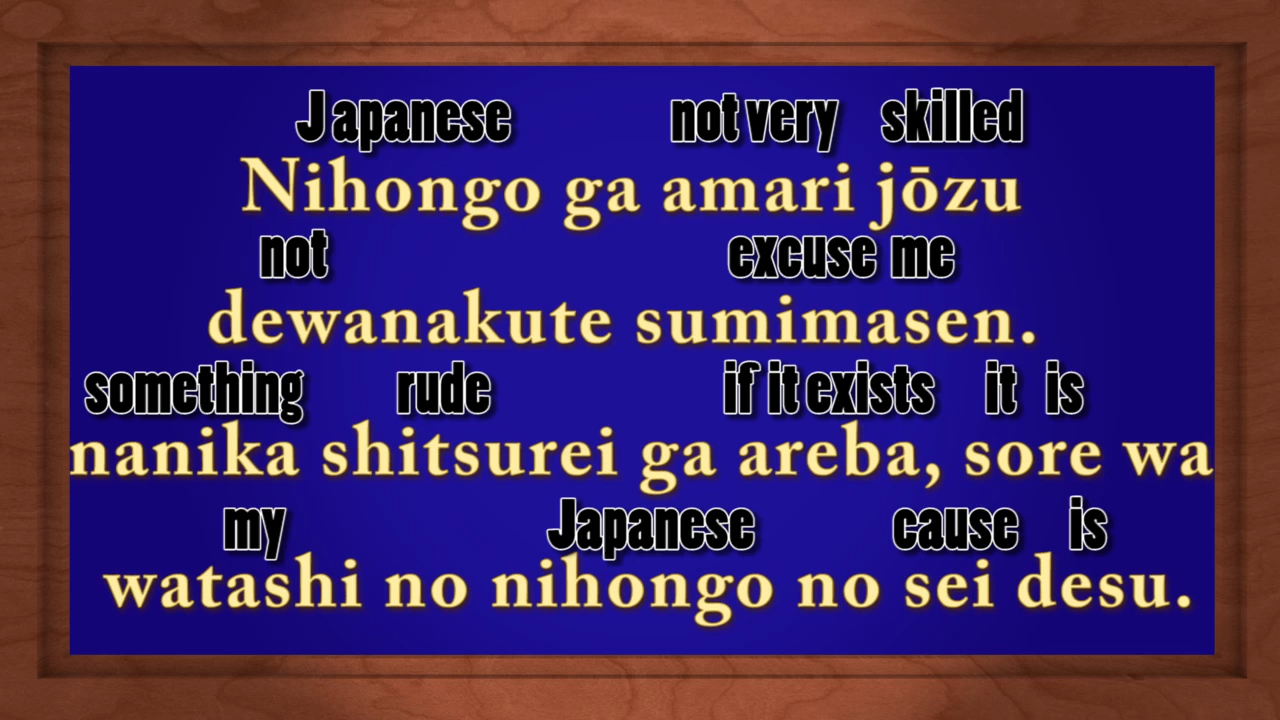 Japanese not very skilled
Nihongo ga amari jōzu
not excuse me
dewanakute sumimasen.
something rude if it exists it is
nanika shitsurei ga areba, sore wa
my Japanese cause is
watashi no nihongo no sei desu.